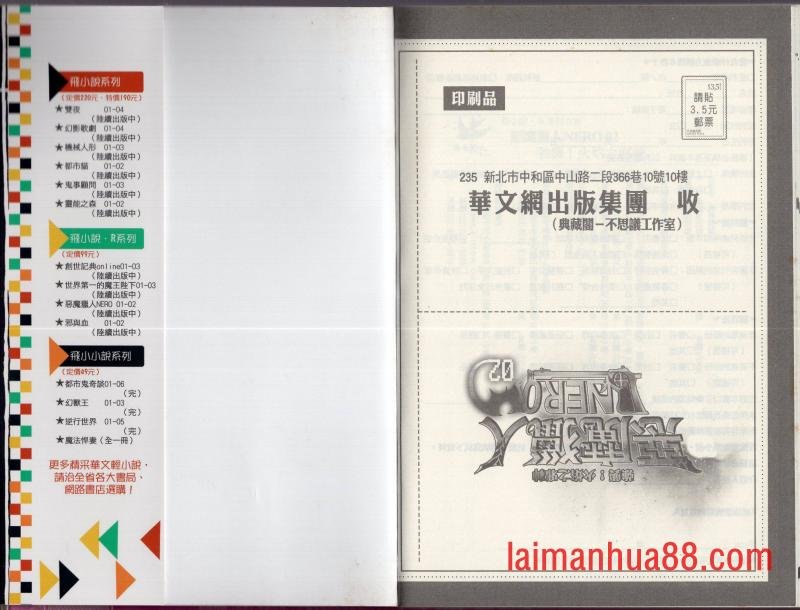 飛小說系列
(定價220元,特價190元)
★雙夜 01-04
(陸續出版中)
★幻影歌劇 01-04
(陸續出版中)
★機械人形 01-03
(陸續出版中)
★都市貓 01-02
(陸續出版中)
★鬼事顧問 01-03
(陸續出版中)
★靈能之森 01-02
(陸續出版中)
飛小說.R系列
(定價99元)
★創世記典online01-03
(陸續出版中)
★世界第一的魔王陛下01-03
(陸續出版中)
★惡魔獵人NERO 01-02
(陸續出版中)
★邪與血 01-02
(陸續出版中)
飛小小說系列
(定價49元)
★都市鬼奇談01-06
(完)
★幻獸王 01-03
(完)
★逆行世界 01-05
(完)
★魔法悍妻(全一冊)
更多精采華文輕小說,
請洽全省各大書局、
網路書店選購!
印刷品
請貼
3.5元
郵票
235 新北市中和區中山路二段366巷10號10樓
華文網出版集團 收
(典藏閣-不思議工作室)
02
NERO
惡魔獵人
laimanhua88.com